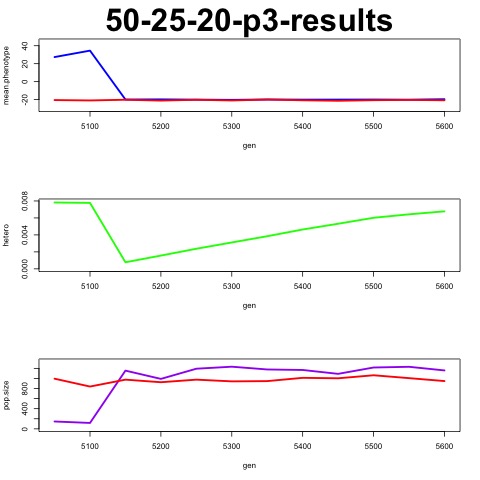 50-25-20-p3-results
mean.phenotype
40
20
0
-20
5100 5200 5300 5400 5500 5600
gen
hetero
0.008
0.004
0.000
5100 5200 5300 5400 5500 5600
gen
pop.size
800
400
0
5100 5200 5300 5400 5500 5600
gen